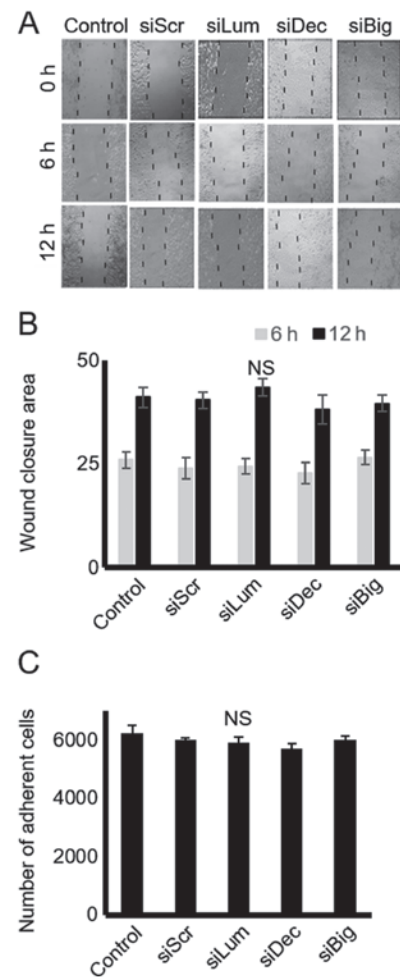 A
Control siScr siLum siDec siBig
0 h
6 h
12 h
B
6 h 12 h
NS
50
25
0
Wound closure area
Control siScr siLum siDec siBig
C
NS
6000
4000
2000
0
Number of adherent cells
Control siScr siLum siDec siBig